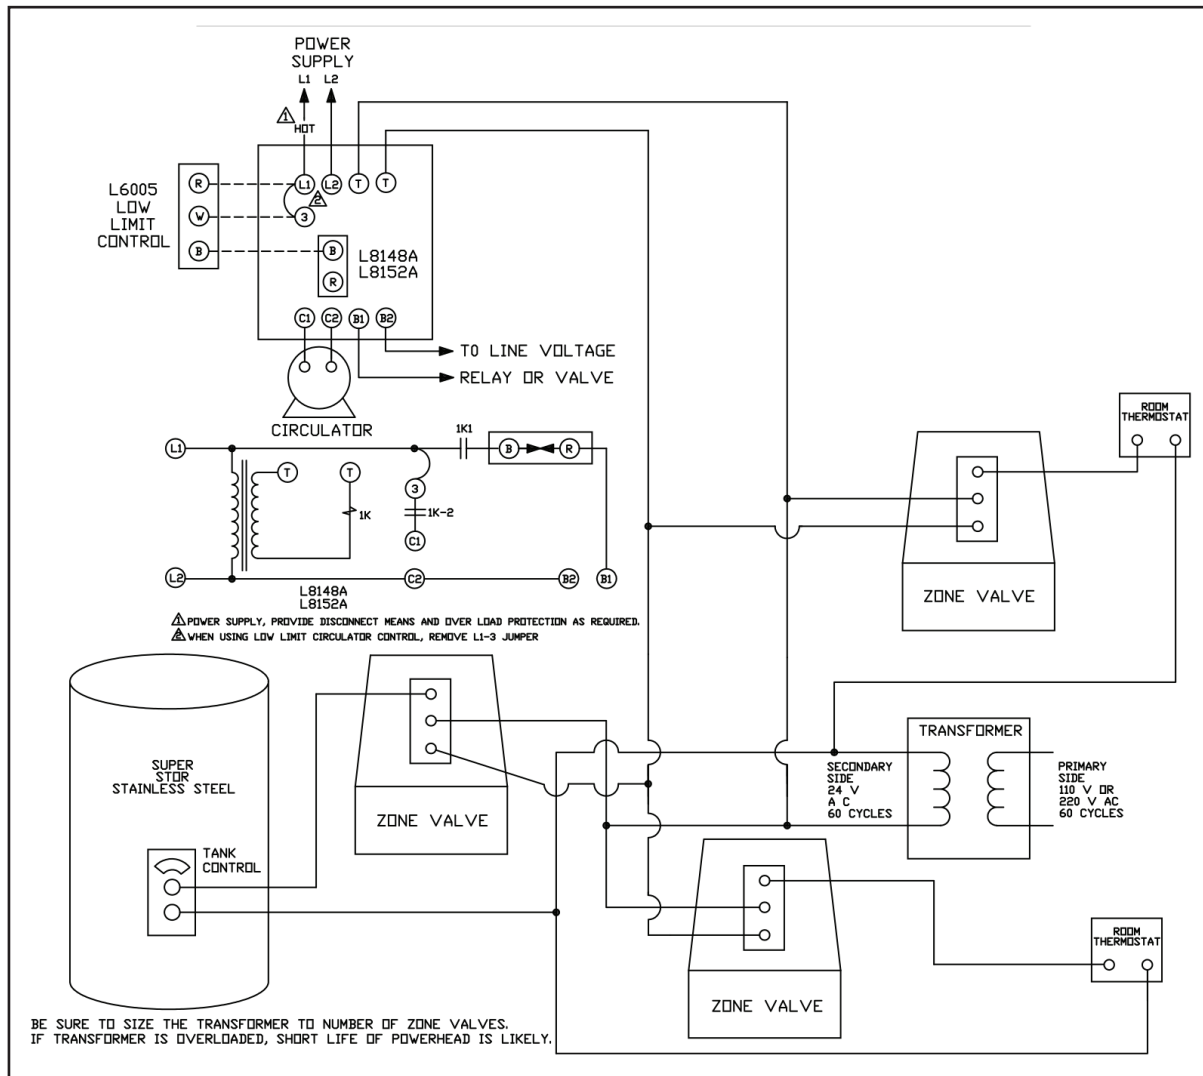 POWER
SUPPLY
L1 L2
1
HOT
L1 L2 T T
2
3
L6005
LOW
LIMIT
CONTROL
R
W
B
B
R
L8148A
L8152A
C1 C2 B1 B2
TO LINE VOLTAGE
RELAY OR VALVE
CIRCULATOR
L1
1K1
B R
T T
3
1K
1K-2
C1
L2
C2
B2 B1
L8148A
L8152A
1 POWER SUPPLY, PROVIDE DISCONNECT MEANS AND OVER LOAD PROTECTION AS REQUIRED.
2 WHEN USING LOW LIMIT CIRCULATOR CONTROL, REMOVE L1-3 JUMPER
ROOM
THERMOSTAT
ZONE VALVE
SUPER
STOR
STAINLESS STEEL
TANK
CONTROL
ZONE VALVE
TRANSFORMER
SECONDARY
SIDE
24 V
A C
60 CYCLES
PRIMARY
SIDE
110 V OR
220 V AC
60 CYCLES
ZONE VALVE
ROOM
THERMOSTAT
BE SURE TO SIZE THE TRANSFORMER TO NUMBER OF ZONE VALVES.
IF TRANSFORMER IS OVERLOADED, SHORT LIFE OF POWERHEAD IS LIKELY.